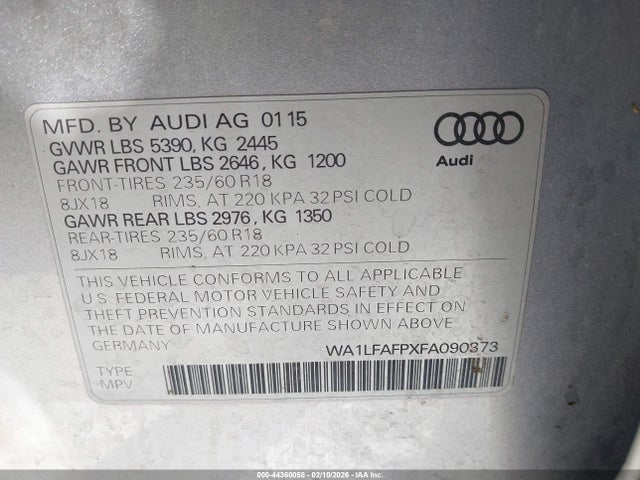 MFD. BY AUDI AG 01 15
GVWR LBS 5390, KG 2445
GAWR FRONT LBS 2646, KG 1200
FRONT-TIRES 235/60 R18
8JX18 RIMS, AT 220 KPA 32 PSI COLD
GAWR REAR LBS 2976, KG 1350
REAR-TIRES 235/60 R18
8JX18 RIMS, AT 220 KPA 32 PSI COLD
Audi
THIS VEHICLE CONFORMS TO ALL APPLICABLE
U.S. FEDERAL MOTOR VEHICLE SAFETY AND
THEFT PREVENTION STANDARDS IN EFFECT ON
THE DATE OF MANUFACTURE SHOWN ABOVE
GERMANY
WA1LFAFPXFA090373
TYPE
MPV
000-44360058 - 02/10/2026 - IAA Inc.